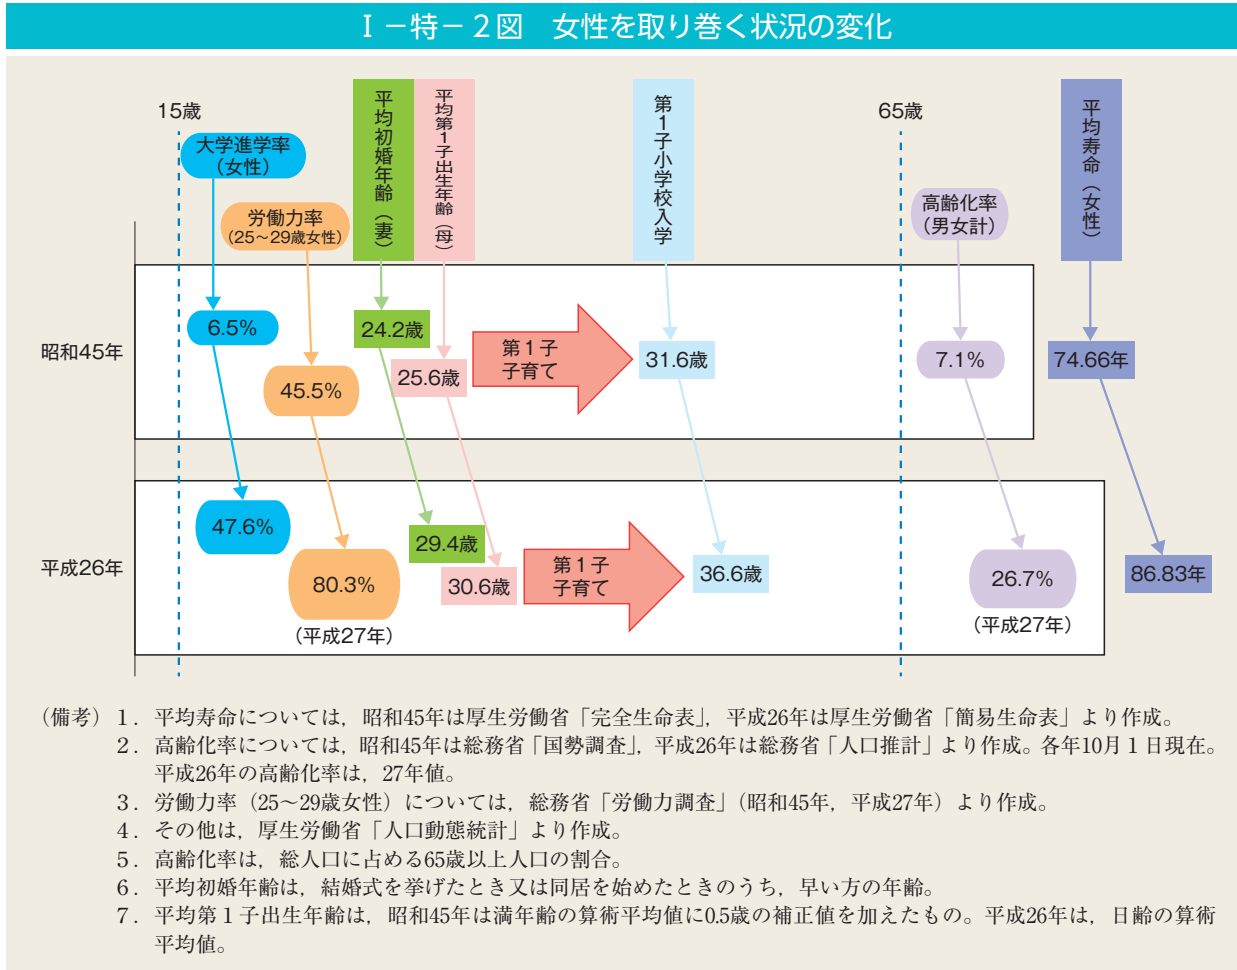 Ⅰ－特－２図　女性を取り巻く状況の変化
15歳
大学進学率
（女性）
労働力率
（25～29歳女性）
平均初婚年齢（妻）
平均第１子出生年齢（母）
第１子小学校入学
65歳
高齢化率
（男女計）
平均寿命（女性）
昭和45年
6.5%
45.5%
24.2歳
25.6歳
第１子
子育て
31.6歳
7.1%
74.66年
平成26年
47.6%
80.3%
（平成27年）
29.4歳
30.6歳
第１子
子育て
36.6歳
26.7%
（平成27年）
86.83年
（備考）１．平均寿命については，昭和45年は厚生労働省「完全生命表」，平成26年は厚生労働省「簡易生命表」より作成。
２．高齢化率については，昭和45年は総務省「国勢調査」，平成26年は総務省「人口推計」より作成。各年10月１日現在。
平成26年の高齢化率は，27年値。
３．労働力率（25～29歳女性）については，総務省「労働力調査」（昭和45年，平成27年）より作成。
４．その他は，厚生労働省「人口動態統計」より作成。
５．高齢化率は，総人口に占める65歳以上人口の割合。
６．平均初婚年齢は，結婚式を挙げたとき又は同居を始めたときのうち，早い方の年齢。
７．平均第１子出生年齢は，昭和45年は満年齢の算術平均値に0.5歳の補正値を加えたもの。平成26年は，日齢の算術
平均値。